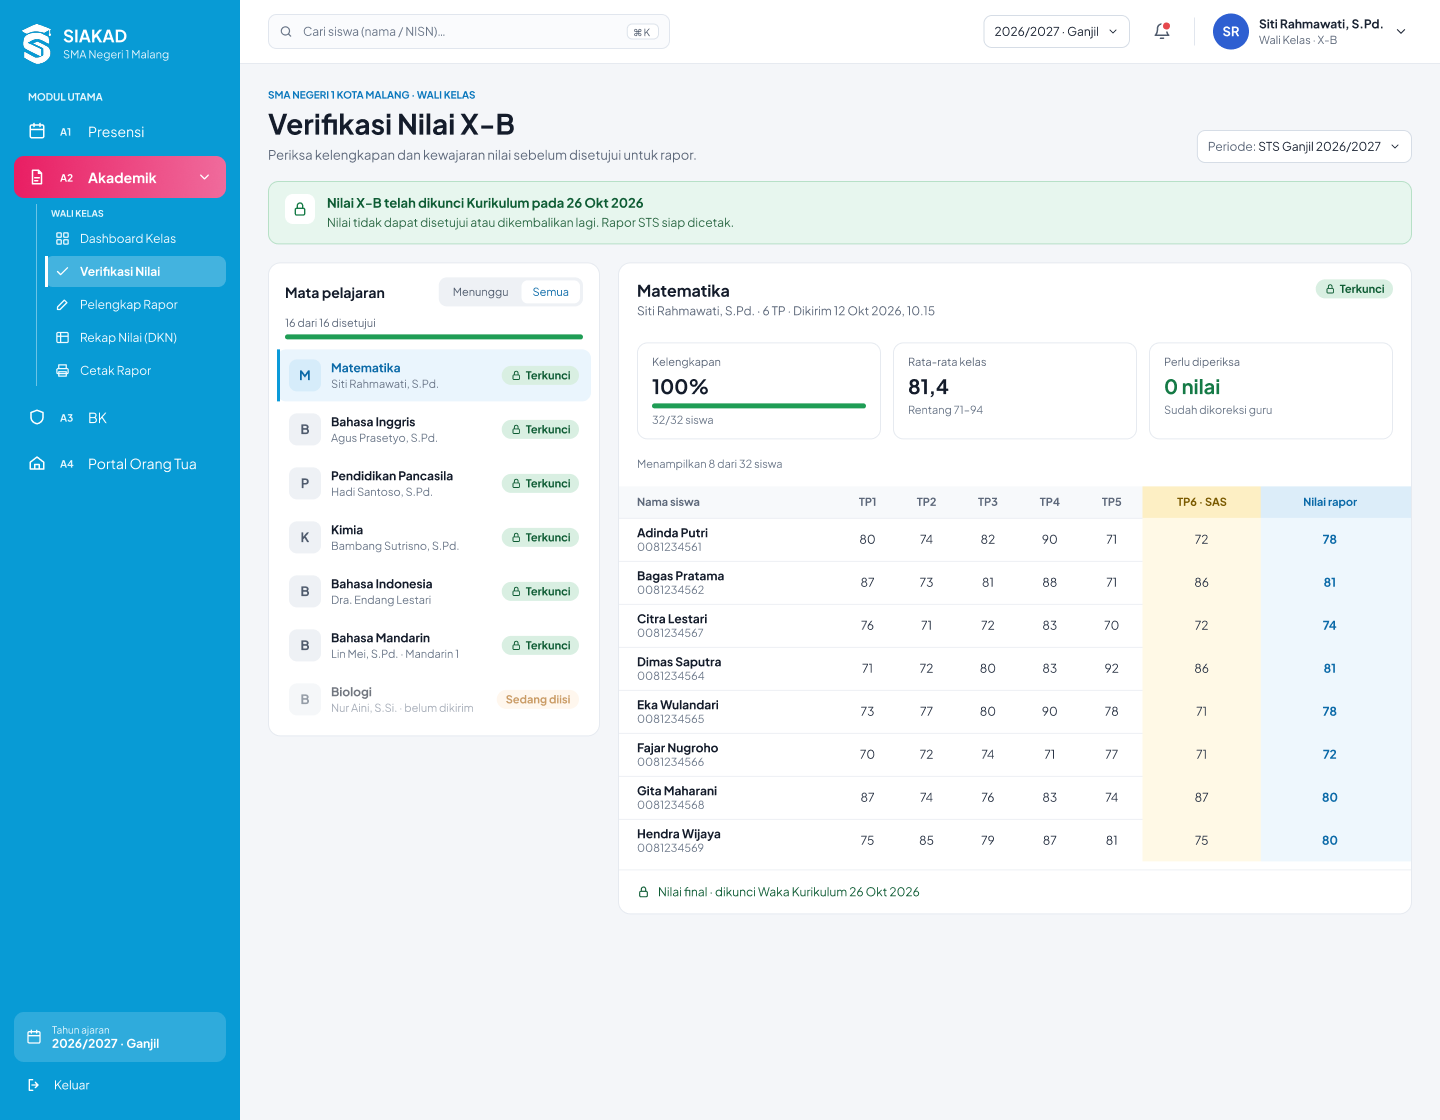 SIAKAD
SMA Negeri 1 Malang
MODUL UTAMA
A1 Presensi
A2 Akademik
WALI KELAS
Dashboard Kelas
Verifikasi Nilai
Pelengkap Rapor
Rekap Nilai (DKN)
Cetak Rapor
A3 BK
A4 Portal Orang Tua
Tahun ajaran
2026/2027 · Ganjil
Keluar
Cari siswa (nama / NISN)... ⌘K
2026/2027 · Ganjil
SR
Siti Rahmawati, S.Pd.
Wali Kelas · X-B
SMA NEGERI 1 KOTA MALANG · WALI KELAS
Verifikasi Nilai X-B
Periksa kelengkapan dan kewajaran nilai sebelum disetujui untuk rapor.
Periode: STS Ganjil 2026/2027
Nilai X-B telah dikunci Kurikulum pada 26 Okt 2026
Nilai tidak dapat disetujui atau dikembalikan lagi. Rapor STS siap dicetak.
Mata pelajaran
Menunggu Semua
16 dari 16 disetujui
M Matematika
Siti Rahmawati, S.Pd.
Terkunci
B Bahasa Inggris
Agus Prasetyo, S.Pd.
Terkunci
P Pendidikan Pancasila
Hadi Santoso, S.Pd.
Terkunci
K Kimia
Bambang Sutrisno, S.Pd.
Terkunci
B Bahasa Indonesia
Dra. Endang Lestari
Terkunci
B Bahasa Mandarin
Lin Mei, S.Pd. · Mandarin 1
Terkunci
B Biologi
Nur Aini, S.Si. · belum dikirim
Sedang diisi
Matematika
Siti Rahmawati, S.Pd. · 6 TP · Dikirim 12 Okt 2026, 10.15
Terkunci
Kelengkapan
100%
32/32 siswa
Rata-rata kelas
81,4
Rentang 71–94
Perlu diperiksa
0 nilai
Sudah dikoreksi guru
Menampilkan 8 dari 32 siswa
Nama siswa TP1 TP2 TP3 TP4 TP5 TP6 · SAS Nilai rapor
Adinda Putri 80 74 82 90 71 72 78
0081234561
Bagas Pratama 87 73 81 88 71 86 81
0081234562
Citra Lestari 76 71 72 83 70 72 74
0081234567
Dimas Saputra 71 72 80 83 92 86 81
0081234564
Eka Wulandari 73 77 80 90 78 71 78
0081234565
Fajar Nugroho 70 72 74 71 77 71 72
0081234566
Gita Maharani 87 74 76 83 74 87 80
0081234568
Hendra Wijaya 75 85 79 87 81 75 80
0081234569
Nilai final · dikunci Waka Kurikulum 26 Okt 2026